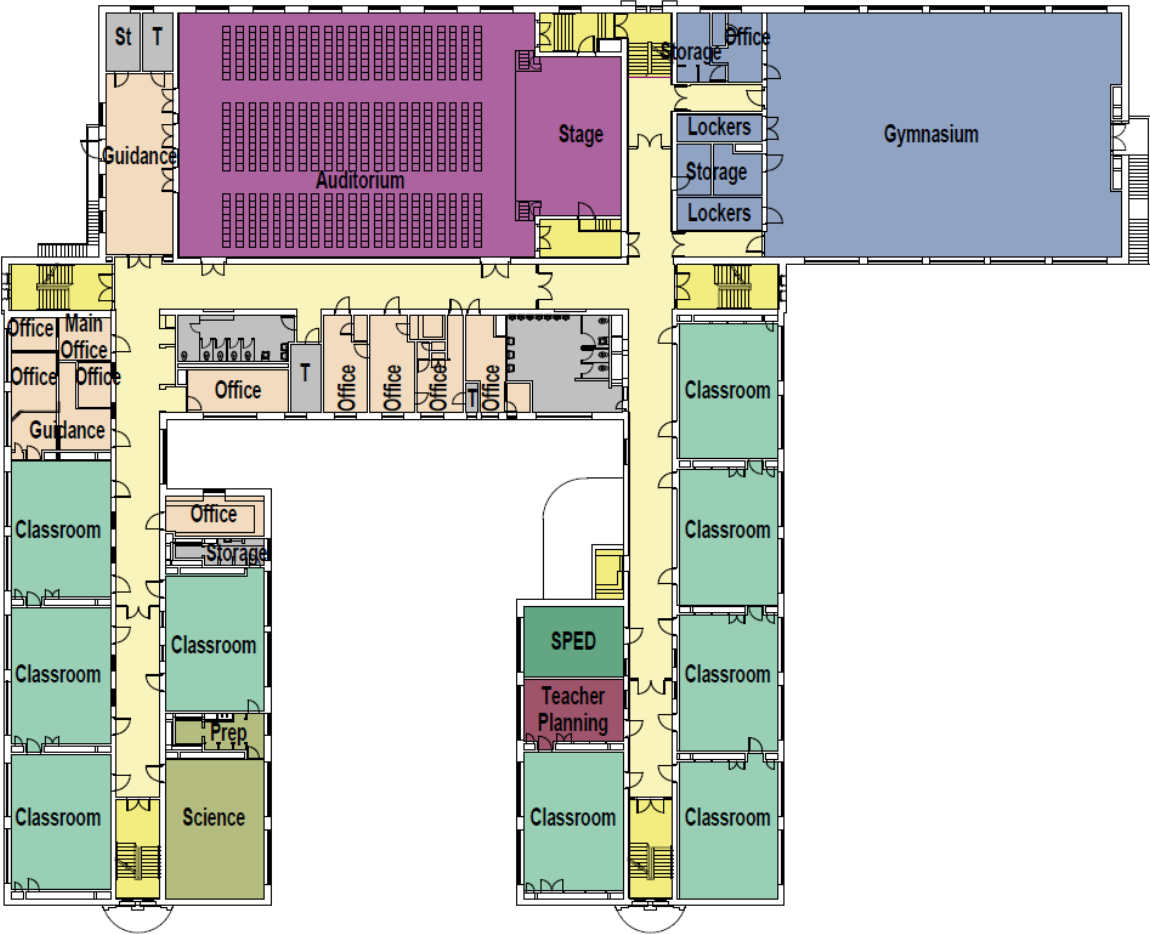 St
T
Office
Storage
Guidance
Auditorium
Stage
Lockers
Gymnasium
Storage
Lockers
Office
Main
Office
Office
Office
Guidance
Office
T
Office
Office
Office
T
Office
Classroom
Classroom
Classroom
Office
Storage
Classroom
SPED
Classroom
Classroom
Teacher
Planning
Classroom
Prep
Classroom
Science
Classroom
Classroom